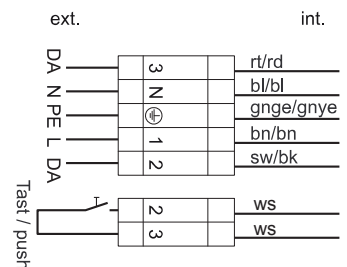 ext. int.
DA 3 rt/rd
N N bl/bl
PE gnge/gnye
L 1 bn/bn
DA 2 sw/bk
Tast / push
2 ws
3 ws